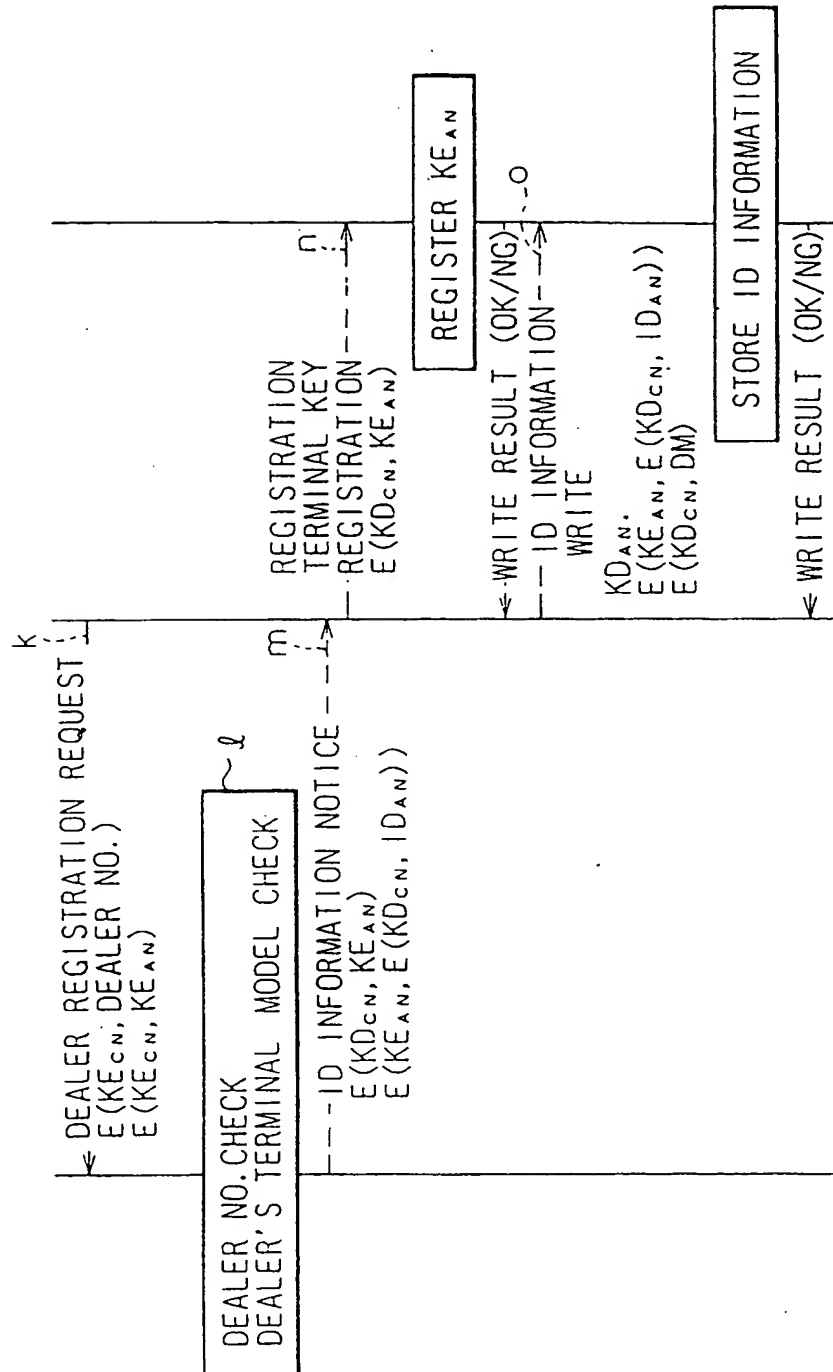 k
DEALER REGISTRATION REQUEST
E(KECN, DEALER NO.)
E(KECN, KEAN)
l
DEALER NO. CHECK
DEALER'S TERMINAL MODEL CHECK
m
ID INFORMATION NOTICE
E(KDCN, KEAN)
E(KEAN, E(KDCN, IDAN))
n
REGISTRATION
TERMINAL KEY
REGISTRATION
E(KDCN, KEAN)
REGISTER KEAN
WRITE RESULT (OK/NG)
o
ID INFORMATION
WRITE
KDAN.
E(KEAN, E(KDCN, IDAN))
E(KDCN, DM)
STORE ID INFORMATION
WRITE RESULT (OK/NG)